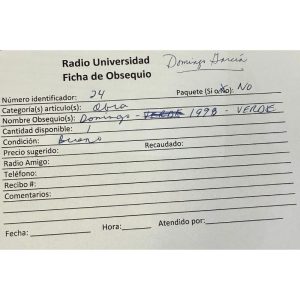 Radio Universidad Domingo García
Ficha de Obsequio
Número identificador: 24 Paquete (Si o No): NO
Categoría(s) artículo(s): Obra
Nombre Obsequio(s): Domingo - VERDE 1998 - VERDE
Cantidad disponible: 1
Condición: Bueno Recaudado:
Precio sugerido:
Radio Amigo:
Teléfono:
Recibo #:
Comentarios:
Fecha: Hora: Atendido por: